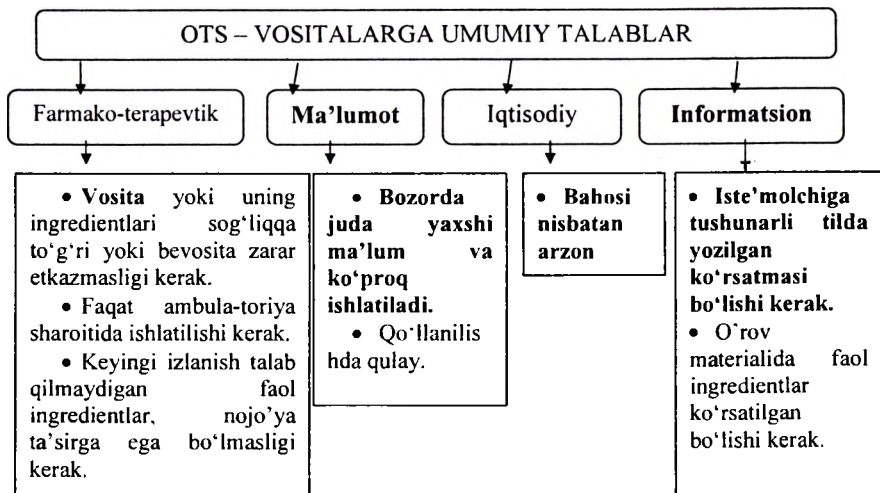 OTS – VOSITALARGA UMUMIY TALABLAR
Farmako-terapevtik
Ma’lumot
Iqtisodiy
Informatsion
• Vosita yoki uning
ingredientlari sog‘liqqa
to‘g‘ri yoki bevosita zarar
etkazmasligi kerak.
• Faqat ambula-toriya
sharoitida ishlatilishi kerak.
• Keyingi izlanish talab
qilmaydigan faol
ingredientlar, nojo’ya
ta’sirga ega bo‘lmasligi
kerak.
• Bozorda
juda yaxshi
ma’lum va
ko‘proq
ishlatiladi.
• Qo‘llanilis
hda qulay.
• Bahosi
nisbatan
arzon
• Iste’molchiga
tushunarli tilda
yozilgan
ko‘rsatmasi
bo‘lishi kerak.
• O‘rov
materialida faol
ingredientlar
ko‘rsatilgan
bo‘lishi kerak.